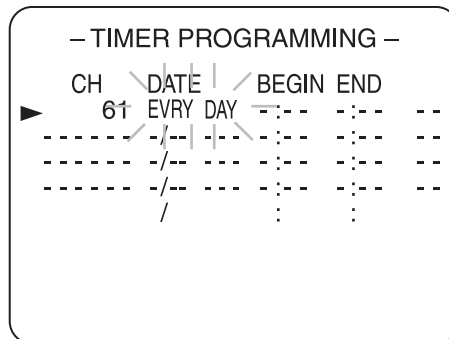 – TIMER PROGRAMMING –
CH DATE BEGIN END
► 61 EVRY DAY -:-- -:-- --
------ -/-- --- -:-- -:-- --
------ -/-- --- -:-- -:-- --
------ -/-- --- -:-- -:-- --
/ : :